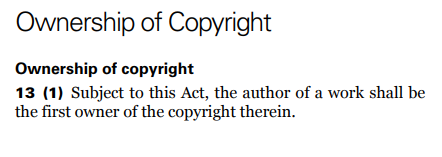 Ownership of Copyright
Ownership of copyright
13 (1) Subject to this Act, the author of a work shall be
the first owner of the copyright therein.